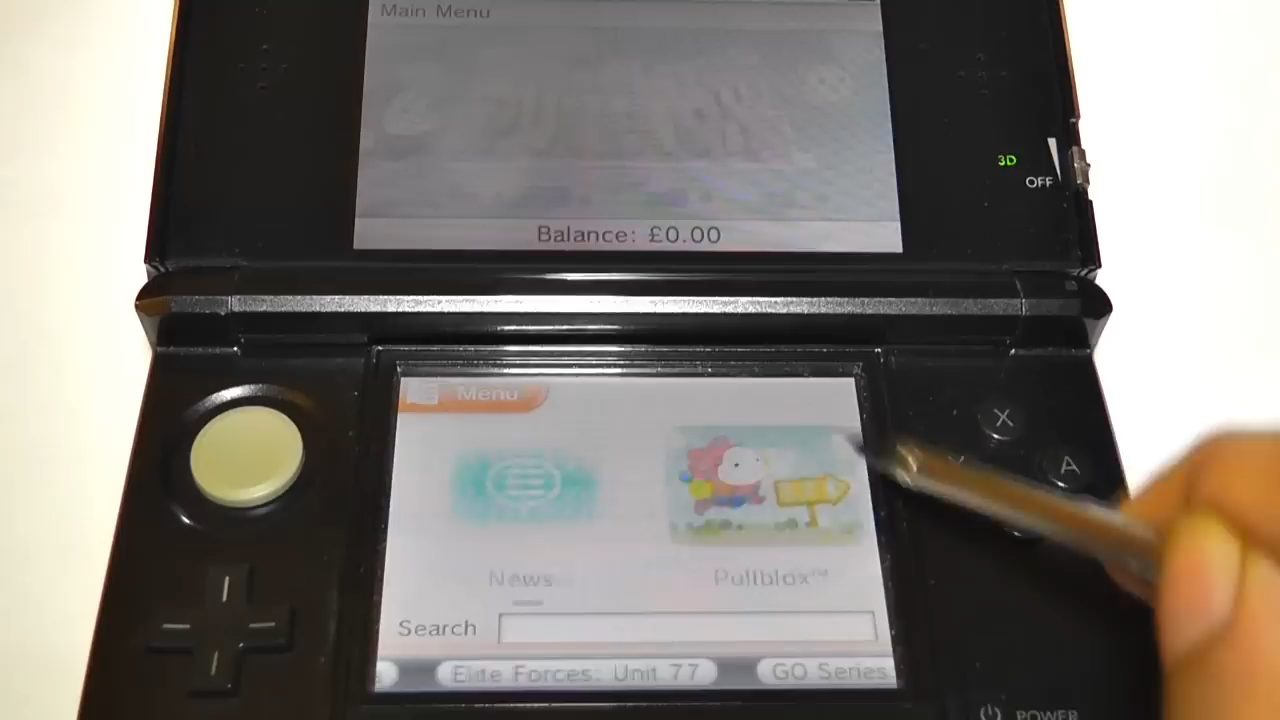 Main Menu
3D
OFF
Balance: £0.00
Menu
X
A
News
Pullblox™
Search
Elite Forces: Unit 77
GO Series
POWER